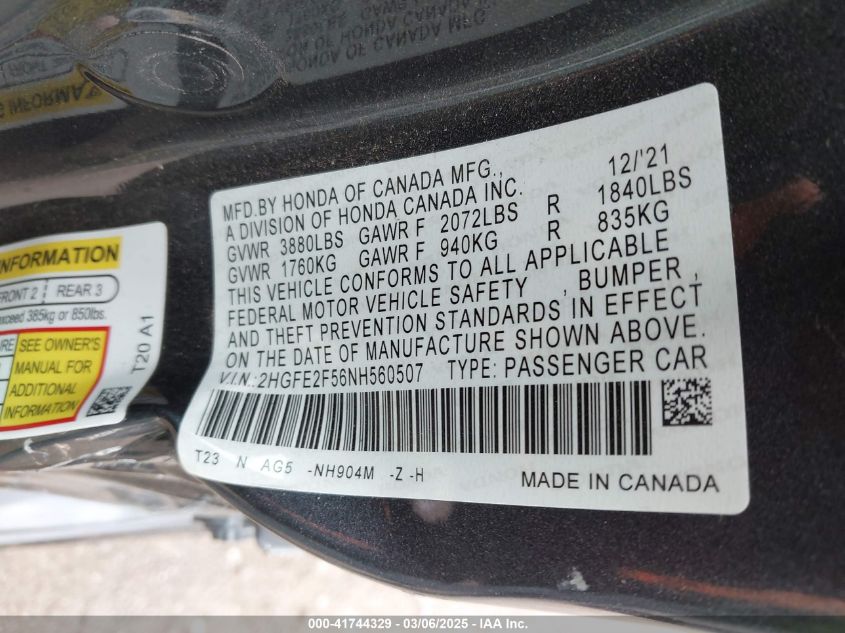 MFD.BY HONDA OF CANADA MFG., 12/'21
A DIVISION OF HONDA CANADA INC.
GVWR 3880LBS GAWR F 2072LBS R 1840LBS
GVWR 1760KG GAWR F 940KG R 835KG
THIS VEHICLE CONFORMS TO ALL APPLICABLE
FEDERAL MOTOR VEHICLE SAFETY , BUMPER ,
AND THEFT PREVENTION STANDARDS IN EFFECT
ON THE DATE OF MANUFACTURE SHOWN ABOVE.
V.I.N.:2HGFE2F56NH560507 TYPE: PASSENGER CAR
T23 N AG5 -NH904M -Z -H
MADE IN CANADA
INFORMATION
FRONT 2 REAR 3
exceed 385kg or 850lbs.
SEE OWNER'S
MANUAL FOR
ADDITIONAL
INFORMATION
T20 A1
000-41744329 - 03/06/2025 - IAA Inc.